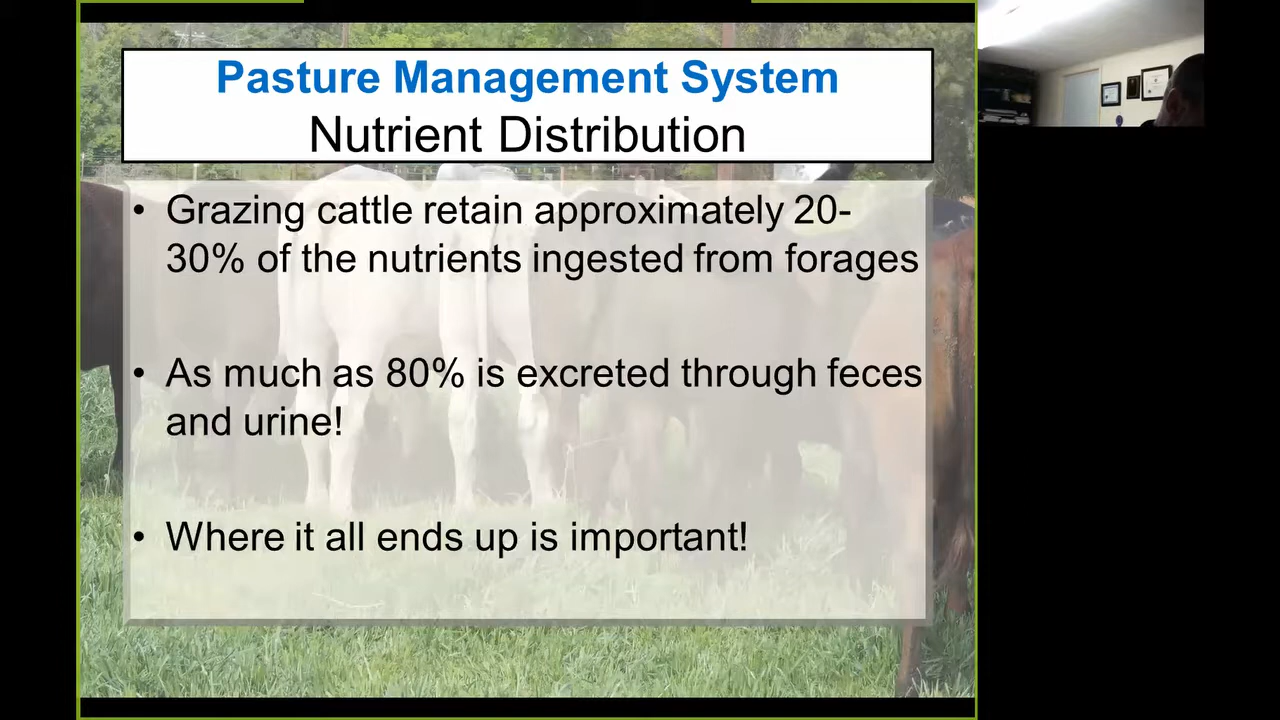 Pasture Management System
Nutrient Distribution
• Grazing cattle retain approximately 20-
30% of the nutrients ingested from forages
• As much as 80% is excreted through feces
and urine!
• Where it all ends up is important!